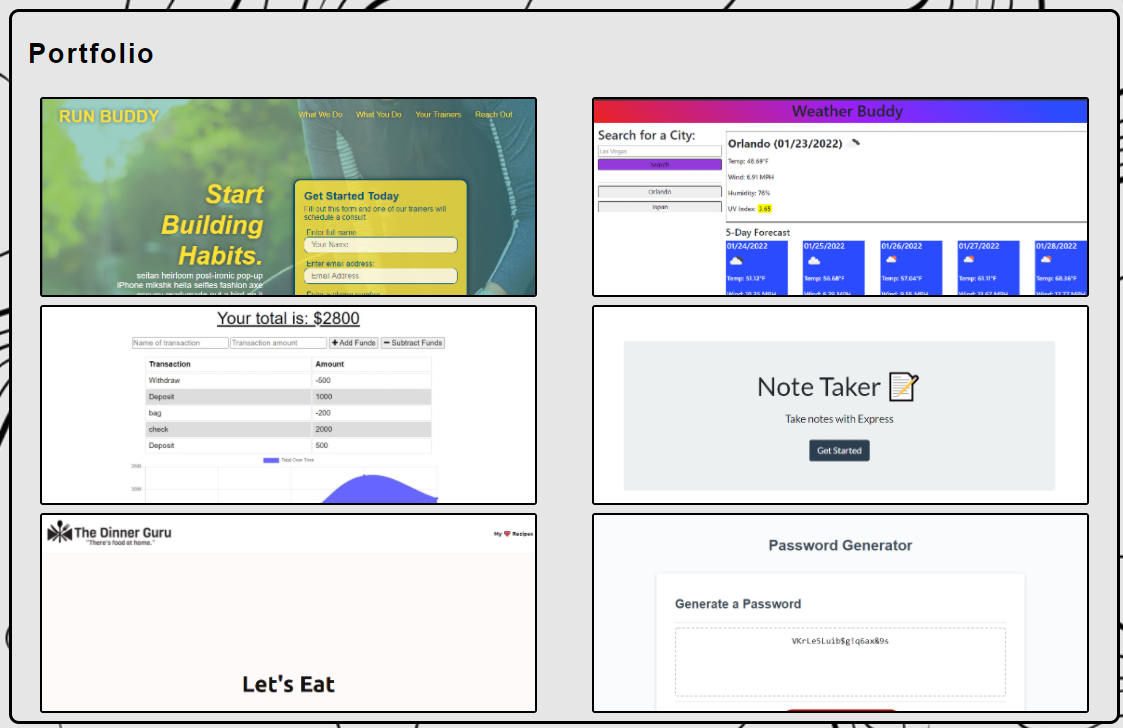 Portfolio
RUN BUDDY
What We Do What You Do Your Trainers Reach Out
Start
Building
Habits.
seitan heirloom post-ironic pop-up
iPhone mlkshk hella selfies fashion axe
Get Started Today
Fill out this form and one of our trainers will
schedule a consult
Enter full name
Your Name
Enter email address:
Email Address
Weather Buddy
Search for a City:
Las Vegas
Search
Orlando
Japan
Orlando (01/23/2022)
Temp: 48.69°F
Wind: 6.91 MPH
Humidity: 76%
UV Index: 3.65
5-Day Forecast
01/24/2022 01/25/2022 01/26/2022 01/27/2022 01/28/2022
Temp: 51.12°F Temp: 56.68°F Temp: 57.04°F Temp: 61.11°F Temp: 68.36°F
Your total is: $2800
Name of transaction Transaction amount Add Funds Subtract Funds
Transaction Amount
Withdraw -500
Deposit 1000
bag -200
check 2000
Deposit 500
Total Over Time
Note Taker
Take notes with Express
Get Started
The Dinner Guru
"There's food at home."
My Recipes
Let's Eat
Password Generator
Generate a Password
VKrLe5Luib$g!q6ax&9s